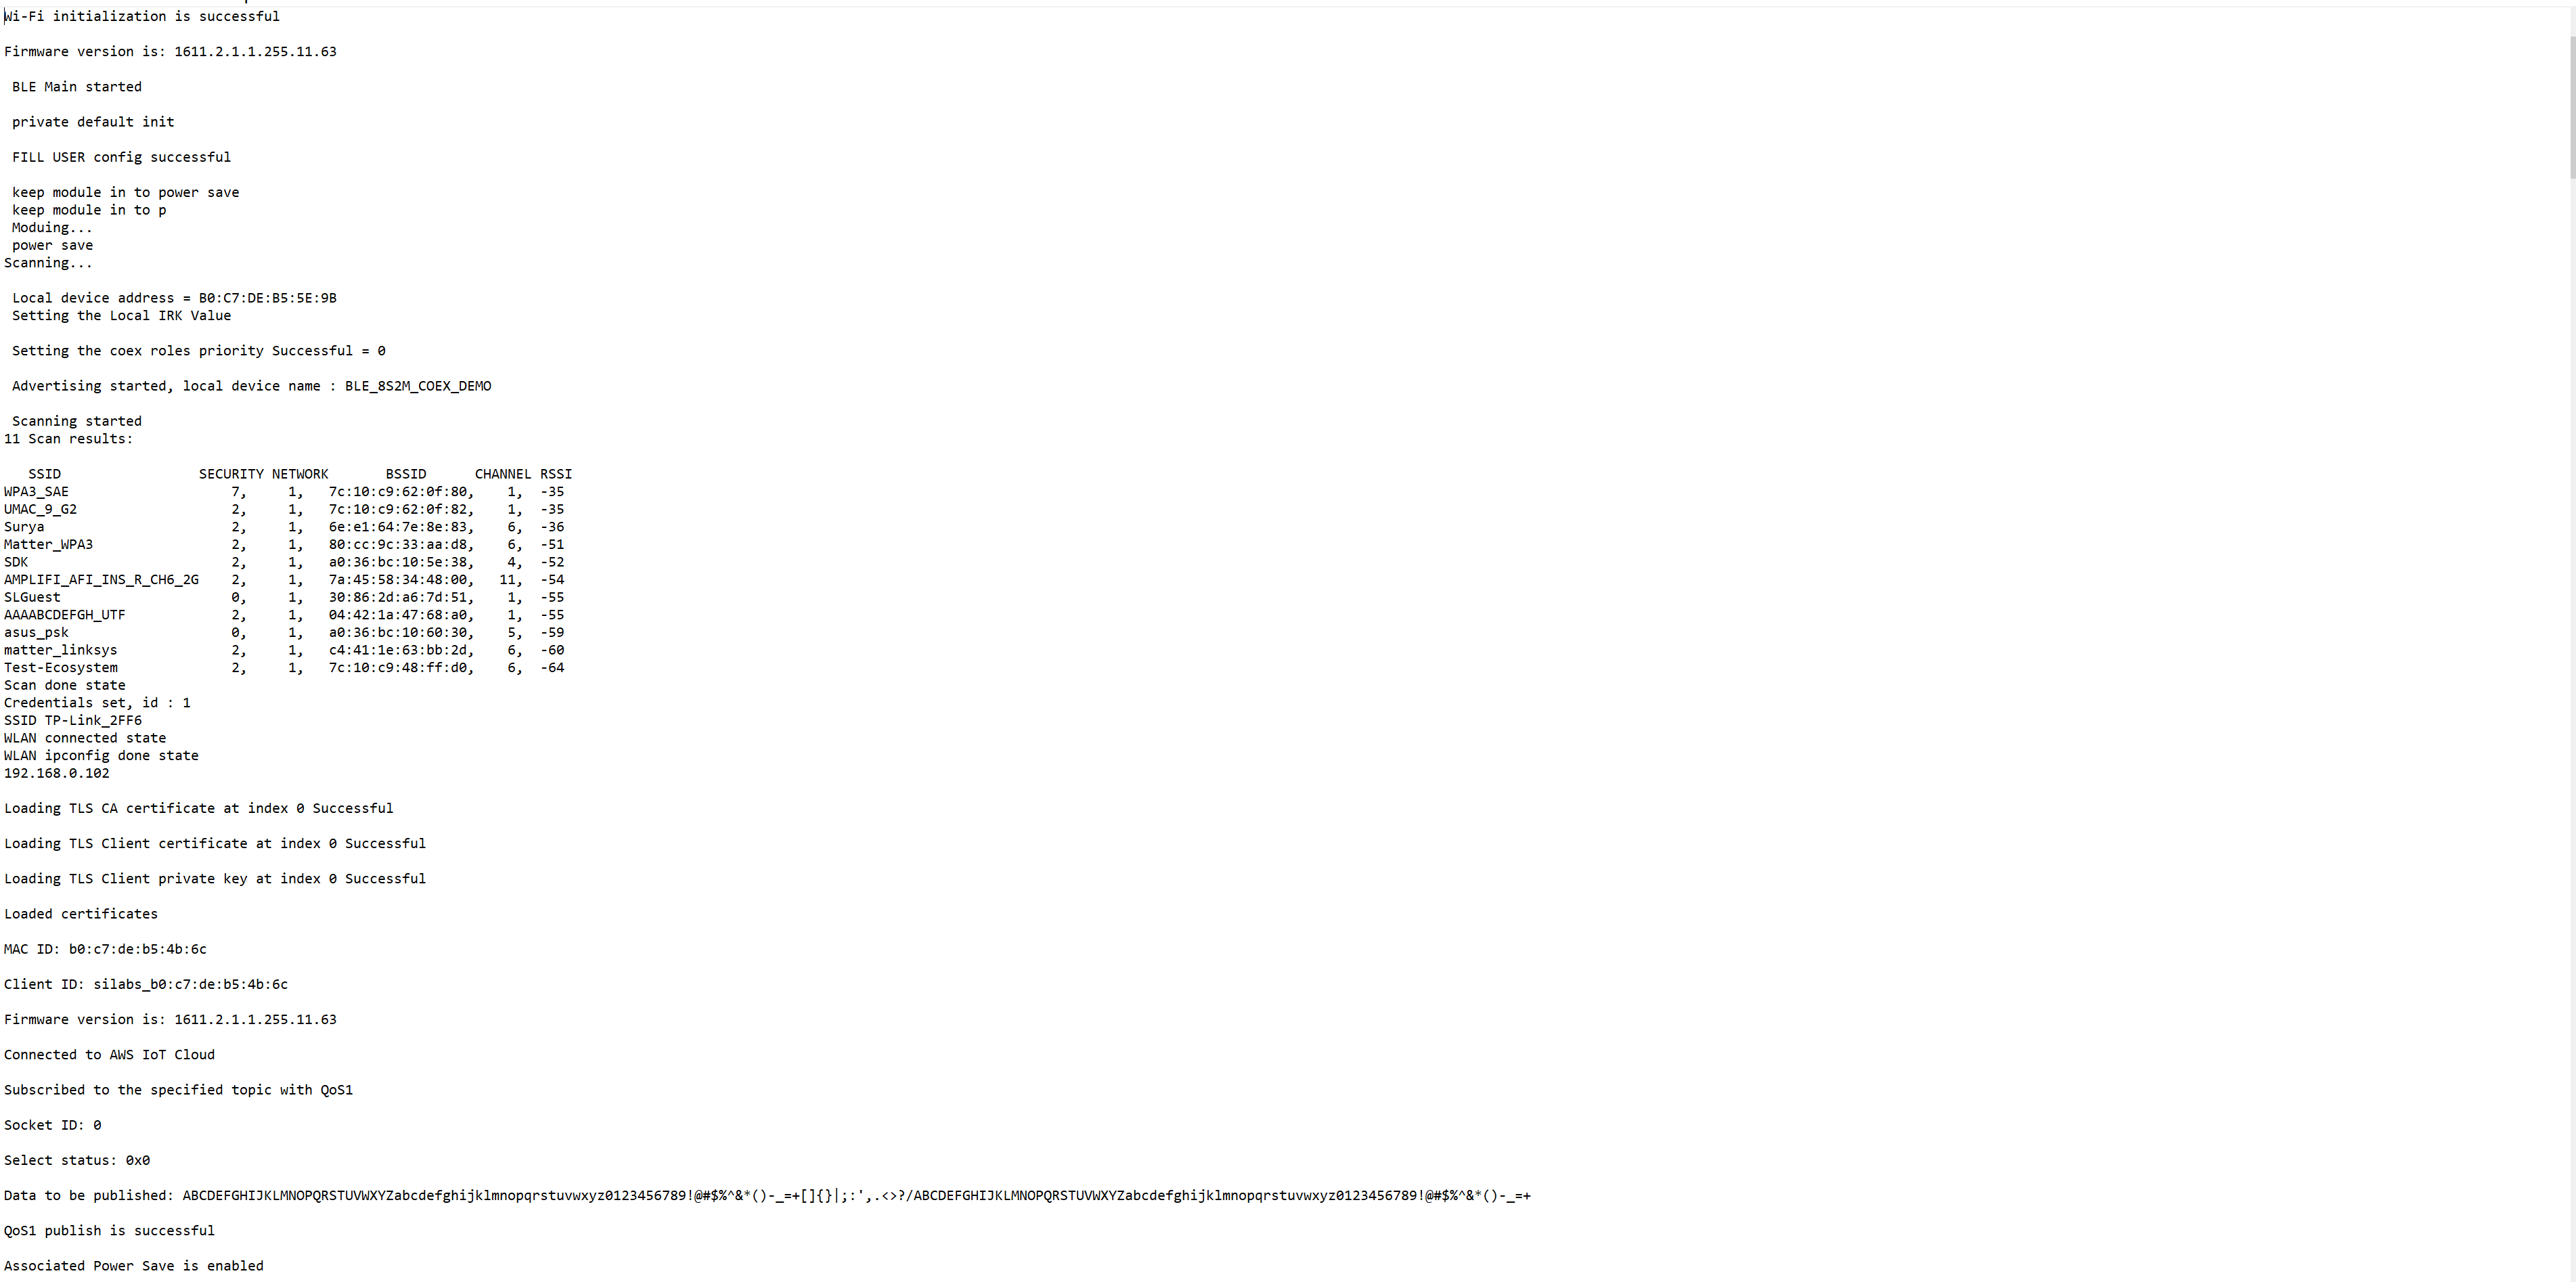 Wi-Fi initialization is successful
Firmware version is: 1611.2.1.1.255.11.63
BLE Main started
private default init
FILL USER config successful
keep module in to power save
keep module in to p
Moduing...
power save
Scanning...
Local device address = B0:C7:DE:B5:5E:9B
Setting the Local IRK Value
Setting the coex roles priority Successful = 0
Advertising started, local device name : BLE_8S2M_COEX_DEMO
Scanning started
11 Scan results:
SSID SECURITY NETWORK BSSID CHANNEL RSSI
WPA3_SAE 7, 1, 7c:10:c9:62:0f:80, 1, -35
UMAC_9_G2 2, 1, 7c:10:c9:62:0f:82, 1, -35
Surya 2, 1, 6e:e1:64:7e:8e:83, 6, -36
Matter_WPA3 2, 1, 80:cc:9c:33:aa:d8, 6, -51
SDK 2, 1, a0:36:bc:10:5e:38, 4, -52
AMPLIFI_AFI_INS_R_CH6_2G 2, 1, 7a:45:58:34:48:00, 11, -54
SLGuest 0, 1, 30:86:2d:a6:7d:51, 1, -55
AAAABCDEFGH_UTF 2, 1, 04:42:1a:47:68:a0, 1, -55
asus_psk 0, 1, a0:36:bc:10:60:30, 5, -59
matter_linksys 2, 1, c4:41:1e:63:bb:2d, 6, -60
Test-Ecosystem 2, 1, 7c:10:c9:48:ff:d0, 6, -64
Scan done state
Credentials set, id : 1
SSID TP-Link_2FF6
WLAN connected state
WLAN ipconfig done state
192.168.0.102
Loading TLS CA certificate at index 0 Successful
Loading TLS Client certificate at index 0 Successful
Loading TLS Client private key at index 0 Successful
Loaded certificates
MAC ID: b0:c7:de:b5:4b:6c
Client ID: silabs_b0:c7:de:b5:4b:6c
Firmware version is: 1611.2.1.1.255.11.63
Connected to AWS IoT Cloud
Subscribed to the specified topic with QoS1
Socket ID: 0
Select status: 0x0
Data to be published: ABCDEFGHIJKLMNOPQRSTUVWXYZabcdefghijklmnopqrstuvwxyz0123456789!@#$%^&*()-_=+[]{}|;:',.<>?/ABCDEFGHIJKLMNOPQRSTUVWXYZabcdefghijklmnopqrstuvwxyz0123456789!@#$%^&*()-_=+
QoS1 publish is successful
Associated Power Save is enabled